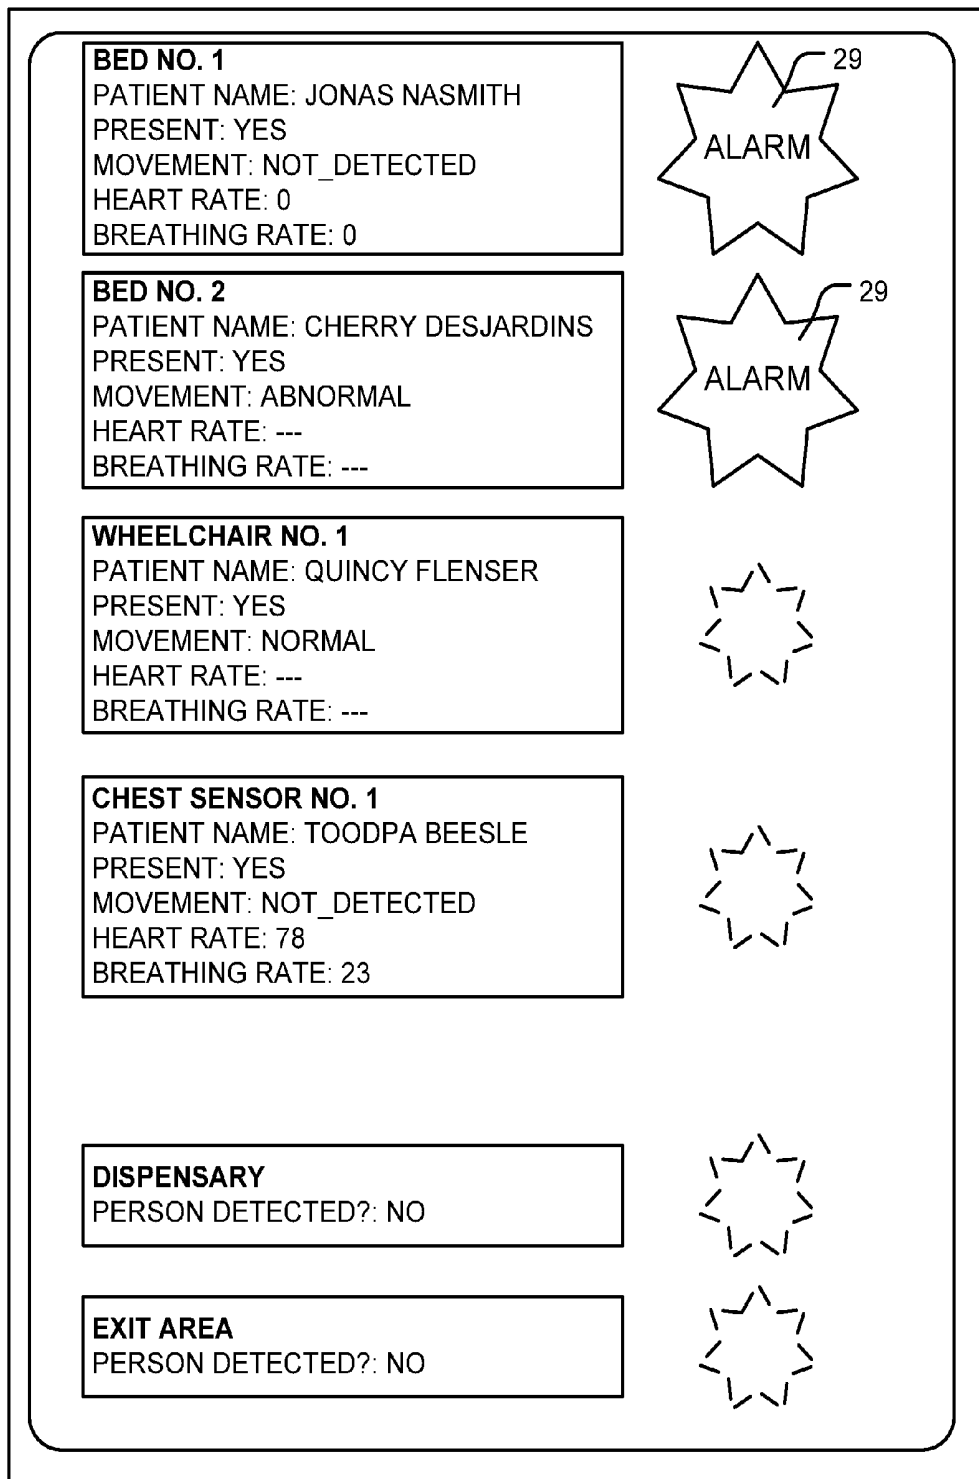 BED NO. 1
PATIENT NAME: JONAS NASMITH
PRESENT: YES
MOVEMENT: NOT_DETECTED
HEART RATE: 0
BREATHING RATE: 0
29
ALARM
BED NO. 2
PATIENT NAME: CHERRY DESJARDINS
PRESENT: YES
MOVEMENT: ABNORMAL
HEART RATE: ---
BREATHING RATE: ---
29
ALARM
WHEELCHAIR NO. 1
PATIENT NAME: QUINCY FLENSER
PRESENT: YES
MOVEMENT: NORMAL
HEART RATE: ---
BREATHING RATE: ---
CHEST SENSOR NO. 1
PATIENT NAME: TOODPA BEESLE
PRESENT: YES
MOVEMENT: NOT_DETECTED
HEART RATE: 78
BREATHING RATE: 23
DISPENSARY
PERSON DETECTED?: NO
EXIT AREA
PERSON DETECTED?: NO